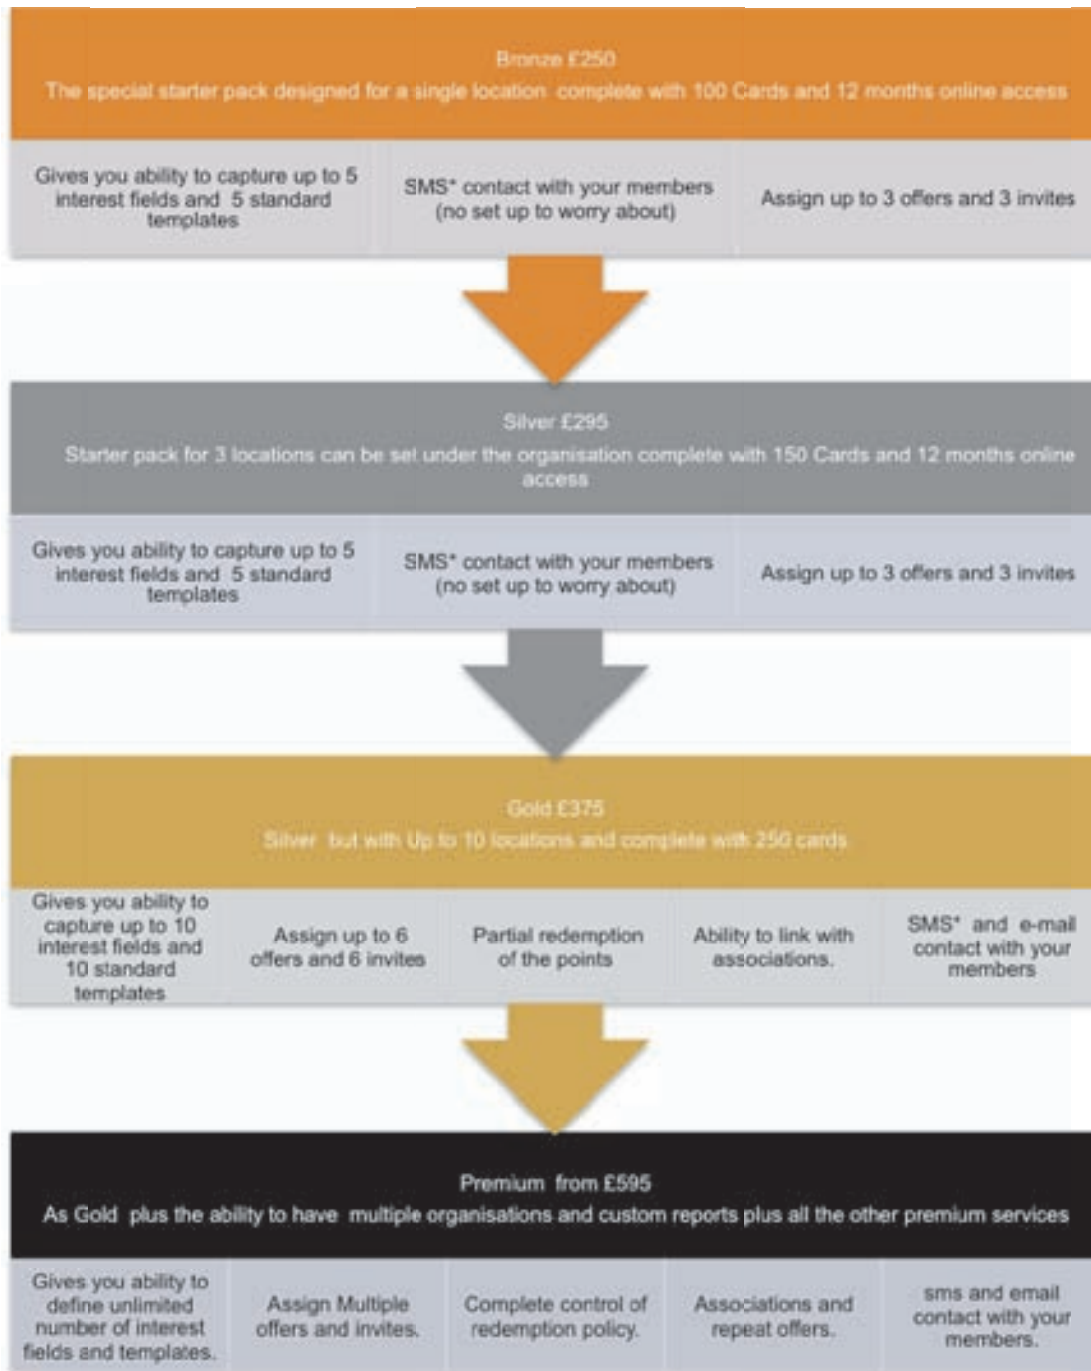 Bronze £250
The special starter pack designed for a single location complete with 100 Cards and 12 months online access
Gives you ability to capture up to 5
interest fields and 5 standard
templates
SMS* contact with your members
(no set up to worry about)
Assign up to 3 offers and 3 invites
Silver £295
Starter pack for 3 locations can be set under the organisation complete with 150 Cards and 12 months online
access
Gives you ability to capture up to 5
interest fields and 5 standard
templates
SMS* contact with your members
(no set up to worry about)
Assign up to 3 offers and 3 invites
Gold £375
Silver but with Up to 10 locations and complete with 250 cards
Gives you ability to
capture up to 10
interest fields and
10 standard
templates
Assign up to 6
offers and 6 invites
Partial redemption
of the points
Ability to link with
associations.
SMS* and e-mail
contact with your
members
Premium from £595
As Gold plus the ability to have multiple organisations and custom reports plus all the other premium services
Gives you ability to
define unlimited
number of interest
fields and templates.
Assign Multiple
offers and invites.
Complete control of
redemption policy.
Associations and
repeat offers.
sms and email
contact with your
members.